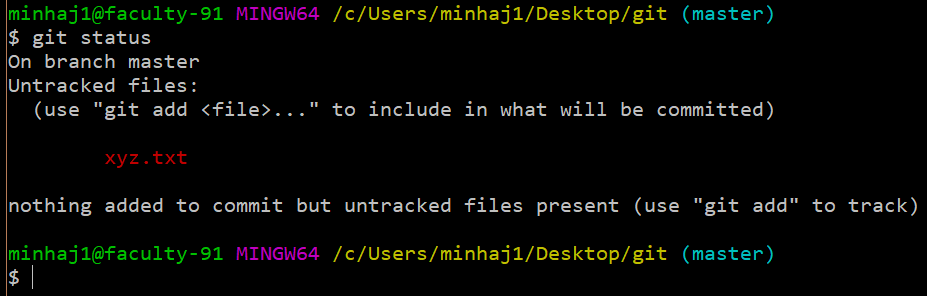 minhaj1@faculty-91 MINGW64 /c/Users/minhaj1/Desktop/git (master)
$ git status
On branch master
Untracked files:
  (use "git add <file>..." to include in what will be committed)

        xyz.txt

nothing added to commit but untracked files present (use "git add" to track)

minhaj1@faculty-91 MINGW64 /c/Users/minhaj1/Desktop/git (master)
$